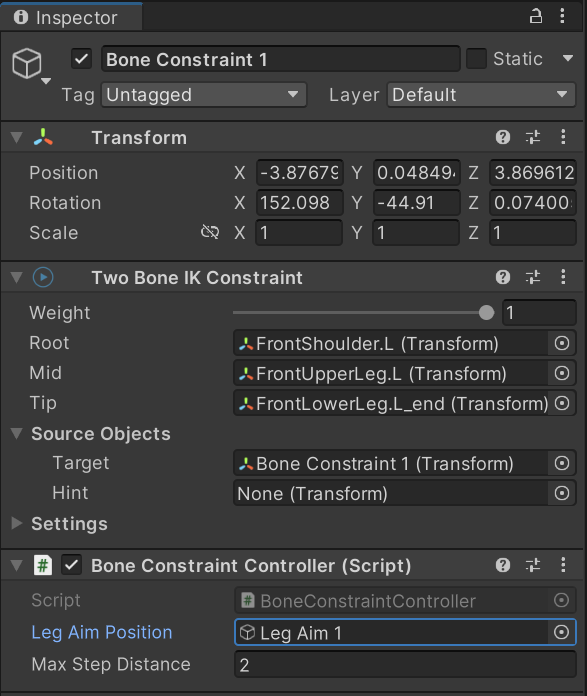 Inspector
Bone Constraint 1 Static
Tag Untagged Layer Default
Transform
Position X -3.87679 Y 0.04849 Z 3.869612
Rotation X 152.098 Y -44.91 Z 0.07400
Scale X 1 Y 1 Z 1
Two Bone IK Constraint
Weight 1
Root FrontShoulder.L (Transform)
Mid FrontUpperLeg.L (Transform)
Tip FrontLowerLeg.L_end (Transform)
Source Objects
Target Bone Constraint 1 (Transform)
Hint None (Transform)
Settings
# Bone Constraint Controller (Script)
Script # BoneConstraintController
Leg Aim Position Leg Aim 1
Max Step Distance 2